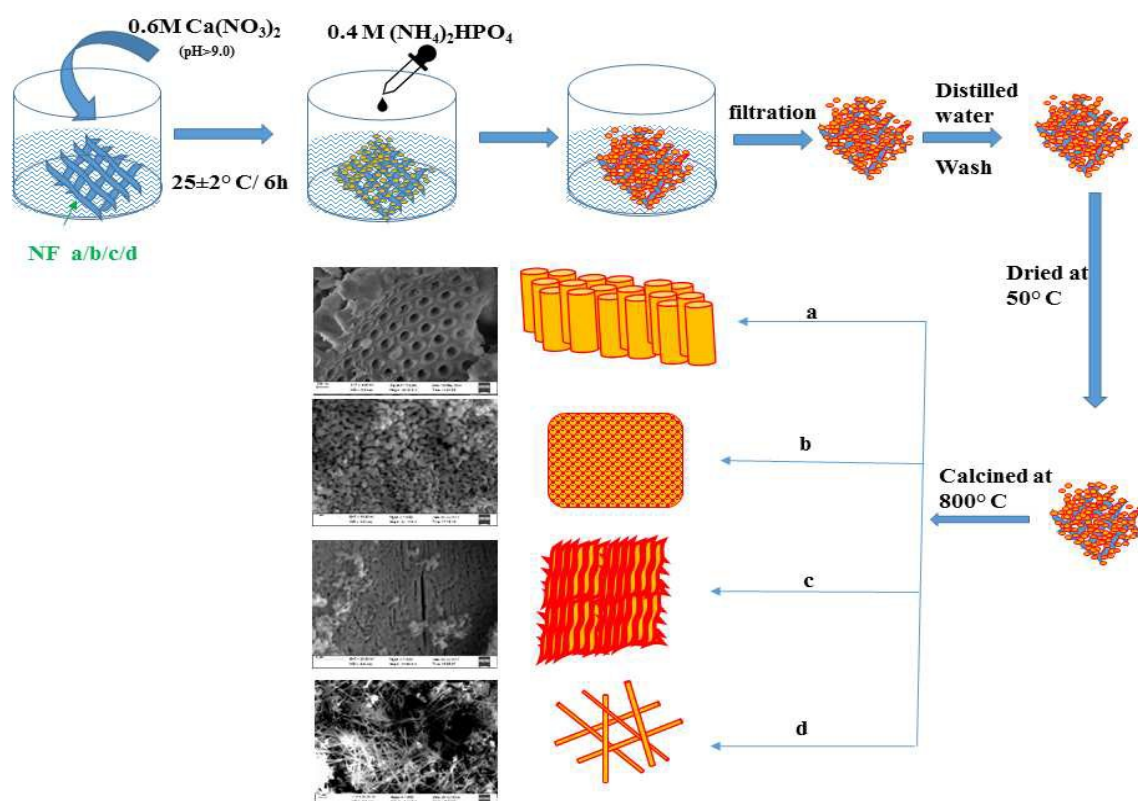 0.6M Ca(NO₃)₂
(pH>9.0)
0.4 M (NH₄)₂HPO₄
25±2° C/ 6h
NF a/b/c/d
filtration
Distilled
water
Wash
Dried at
50° C
Calcined at
800° C
a
b
c
d